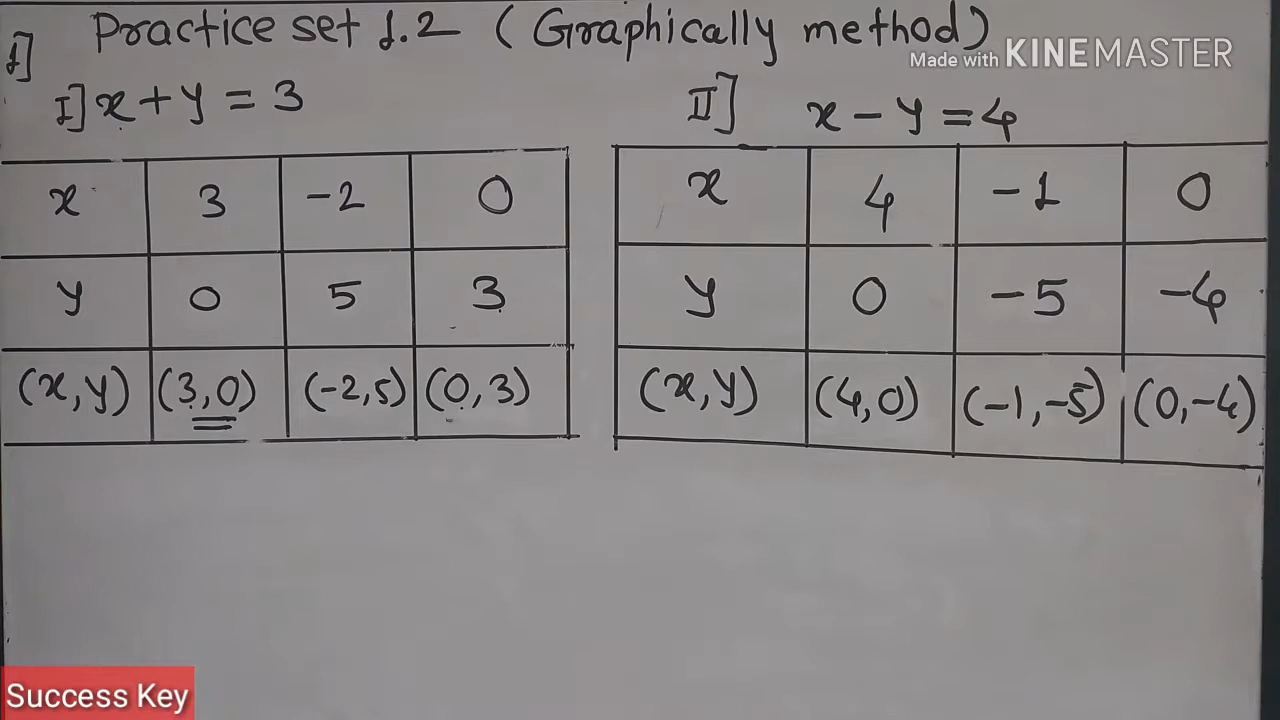 Practice set 1.2 (Graphically method)
Made with KINEMASTER
1]
I] x + y = 3
II] x - y = 4
x 3 -2 0
y 0 5 3
(x,y) (3,0) (-2,5) (0,3)
x 4 -1 0
y 0 -5 -4
(x,y) (4,0) (-1,-5) (0,-4)
Success Key